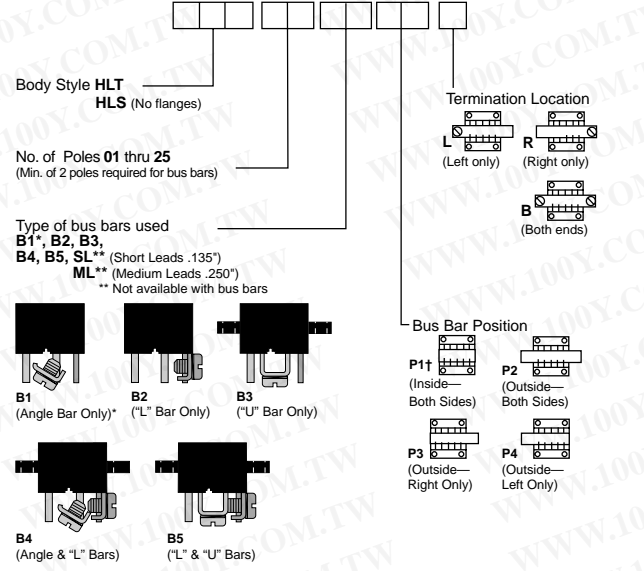 Body Style HLT
HLS (No flanges)
No. of Poles 01 thru 25
(Min. of 2 poles required for bus bars)
Type of bus bars used
B1*, B2, B3,
B4, B5, SL** (Short Leads .135")
ML** (Medium Leads .250")
** Not available with bus bars
B1
(Angle Bar Only)*
B2
(“L” Bar Only)
B3
(“U” Bar Only)
B4
(Angle & “L” Bars)
B5
(“L” & “U” Bars)
Termination Location
L
(Left only)
R
(Right only)
B
(Both ends)
Bus Bar Position
P1†
(Inside—
Both Sides)
P2
(Outside—
Both Sides)
P3
(Outside—
Right Only)
P4
(Outside—
Left Only)
WWW.100Y.COM.TW